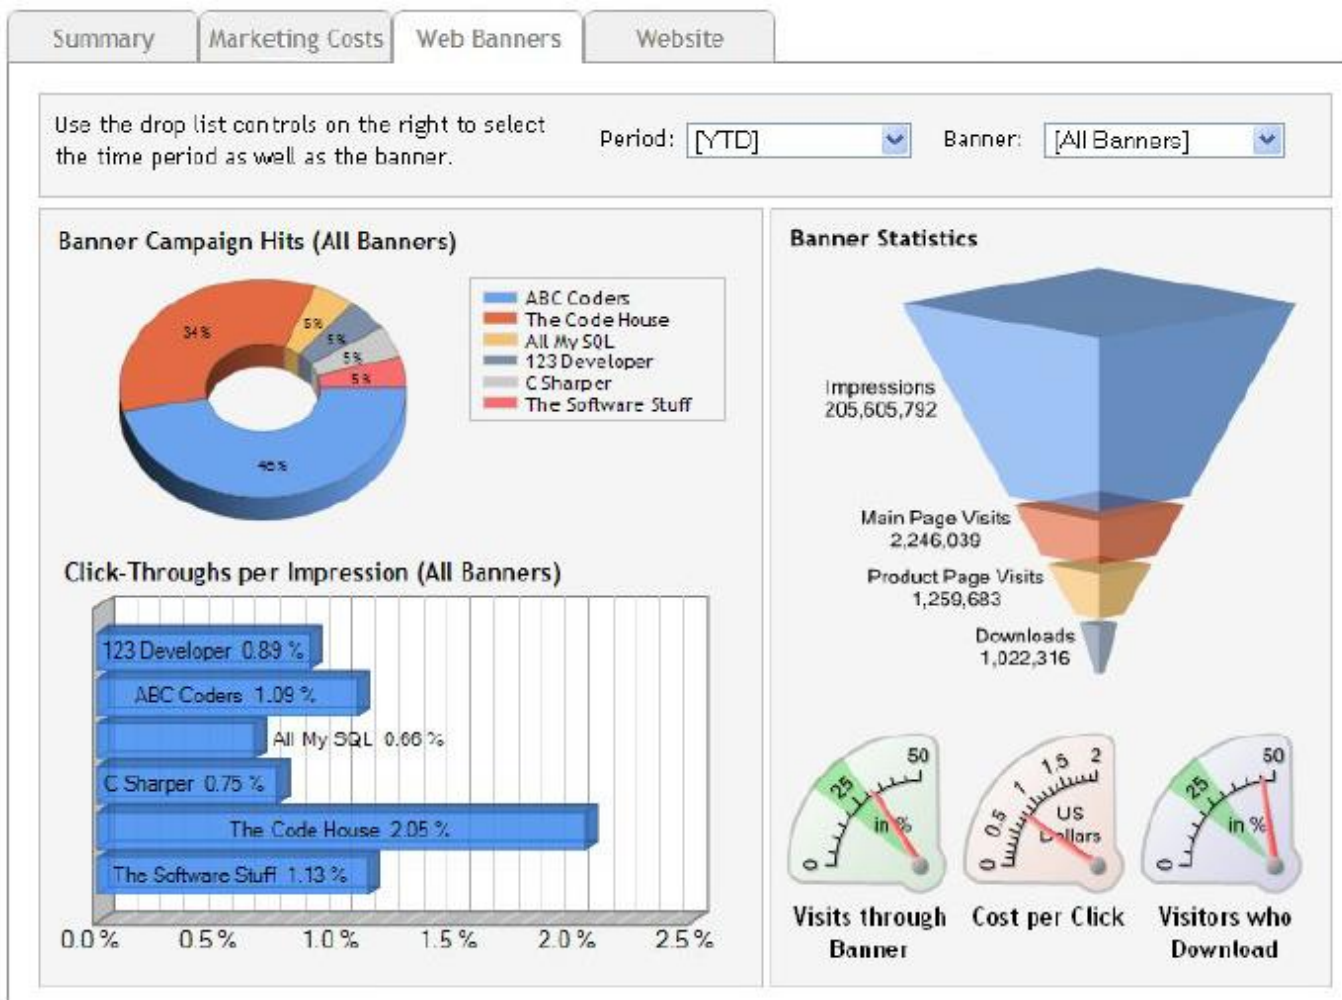 Summary
Marketing Costs
Web Banners
Website
Use the drop list controls on the right to select
the time period as well as the banner.
Period: [YTD]
Banner: [All Banners]
Banner Campaign Hits (All Banners)
34%
5%
5%
5%
5%
46%
ABC Coders
The Code House
All My SQL
123 Developer
C Sharper
The Software Stuff
Click-Throughs per Impression (All Banners)
123 Developer 0.89 %
ABC Coders 1.09 %
All My SQL 0.66 %
C Sharper 0.75 %
The Code House 2.05 %
The Software Stuff 1.13 %
0.0 % 0.5 % 1.0 % 1.5 % 2.0 % 2.5 %
Banner Statistics
Impressions
205,605,792
Main Page Visits
2,246,039
Product Page Visits
1,259,683
Downloads
1,022,316
0 25 50
in %
Visits through
Banner
0 0.5 1 1.5 2
US
Dollars
Cost per Click
0 25 50
in %
Visitors who
Download